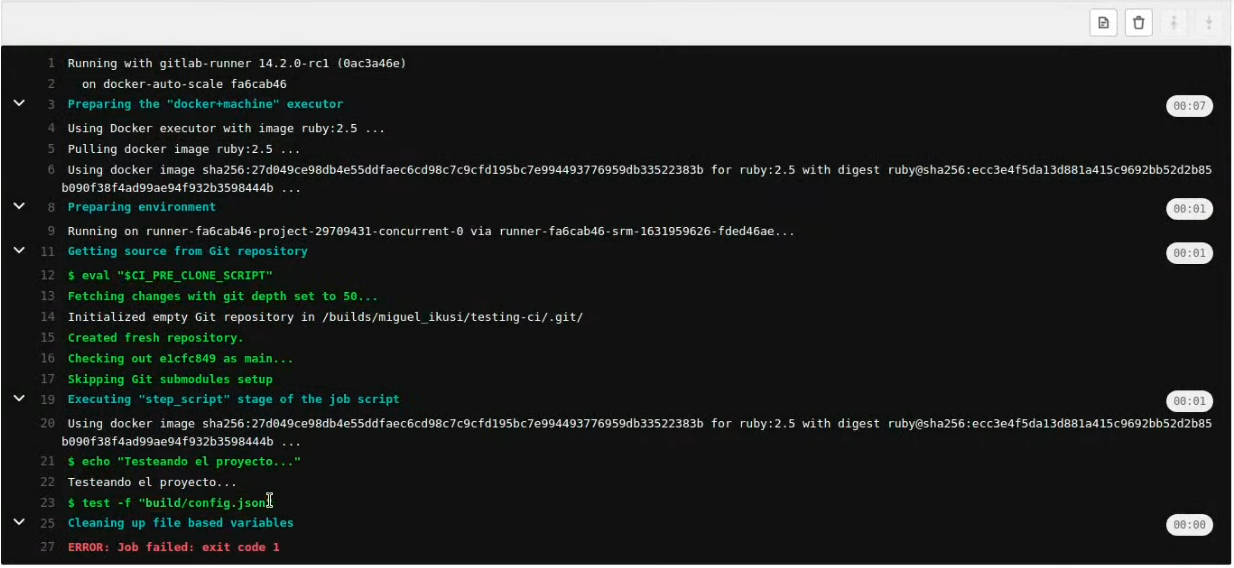 1 Running with gitlab-runner 14.2.0-rc1 (0ac3a46e)
2 on docker-auto-scale fa6cab46
3 Preparing the "docker+machine" executor 00:07
4 Using Docker executor with image ruby:2.5 ...
5 Pulling docker image ruby:2.5 ...
6 Using docker image sha256:27d049ce98db4e55ddfaec6cd98c7c9cfd195bc7e994493776959db33522383b for ruby:2.5 with digest ruby@sha256:ecc3e4f5da13d881a415c9692bb52d2b85
b090f38f4ad99ae94f932b3598444b ...
8 Preparing environment 00:01
9 Running on runner-fa6cab46-project-29709431-concurrent-0 via runner-fa6cab46-srm-1631959626-fded46ae...
11 Getting source from Git repository 00:01
12 $ eval "$CI_PRE_CLONE_SCRIPT"
13 Fetching changes with git depth set to 50...
14 Initialized empty Git repository in /builds/miguel_ikusi/testing-ci/.git/
15 Created fresh repository.
16 Checking out e1cfc849 as main...
17 Skipping Git submodules setup
19 Executing "step_script" stage of the job script 00:01
20 Using docker image sha256:27d049ce98db4e55ddfaec6cd98c7c9cfd195bc7e994493776959db33522383b for ruby:2.5 with digest ruby@sha256:ecc3e4f5da13d881a415c9692bb52d2b85
b090f38f4ad99ae94f932b3598444b ...
21 $ echo "Testeando el proyecto..."
22 Testeando el proyecto...
23 $ test -f "build/config.json"
25 Cleaning up file based variables 00:00
27 ERROR: Job failed: exit code 1